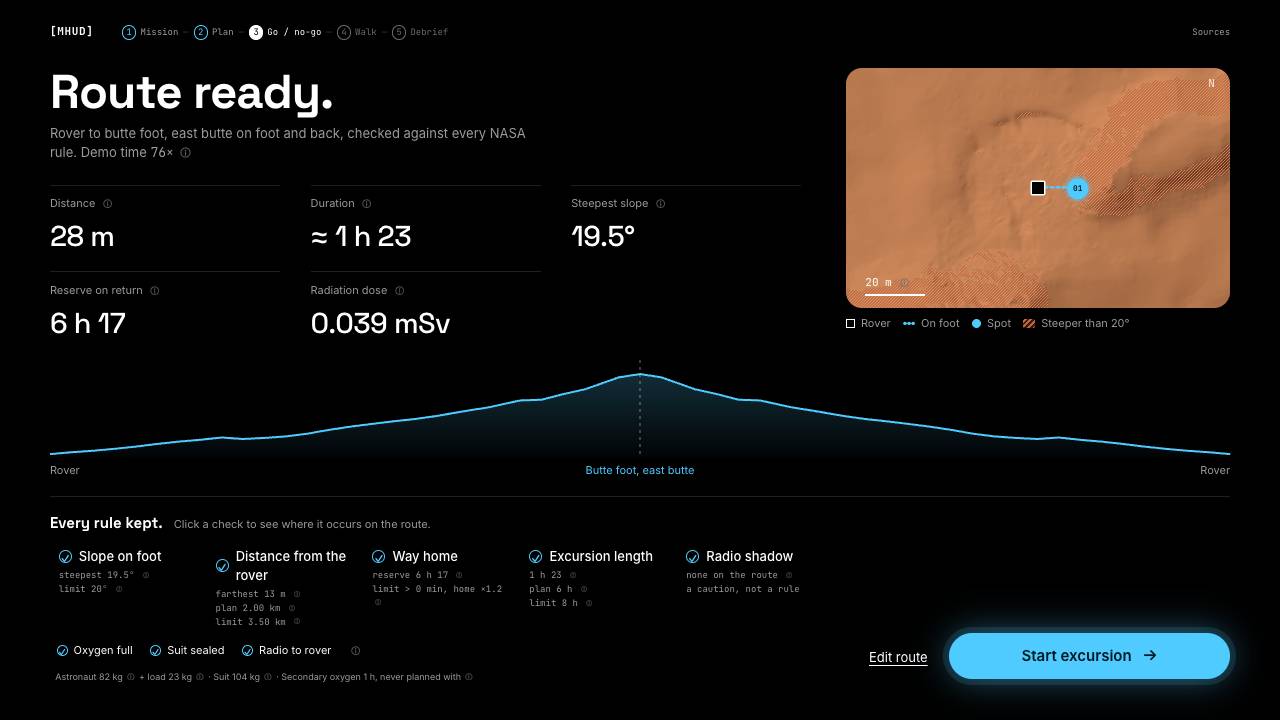 [MHUD]
1 Mission – 2 Plan – 3 Go / no-go – 4 Walk – 5 Debrief
Sources
Route ready.
Rover to butte foot, east butte on foot and back, checked against every NASA
rule. Demo time 76× ⓘ
Distance ⓘ
28 m
Duration ⓘ
≈ 1 h 23
Steepest slope ⓘ
19.5°
Reserve on return ⓘ
6 h 17
Radiation dose ⓘ
0.039 mSv
N
01
20 m ⓘ
Rover On foot Spot Steeper than 20°
Rover
Butte foot, east butte
Rover
Every rule kept. Click a check to see where it occurs on the route.
Slope on foot
steepest 19.5° ⓘ
limit 20° ⓘ
Distance from the
rover
farthest 13 m ⓘ
plan 2.00 km ⓘ
limit 3.50 km ⓘ
Way home
reserve 6 h 17 ⓘ
limit > 0 min, home ×1.2
ⓘ
Excursion length
1 h 23 ⓘ
plan 6 h ⓘ
limit 8 h ⓘ
Radio shadow
none on the route ⓘ
a caution, not a rule
Oxygen full Suit sealed Radio to rover ⓘ
Astronaut 82 kg ⓘ + load 23 kg ⓘ · Suit 104 kg ⓘ · Secondary oxygen 1 h, never planned with ⓘ
Edit route
Start excursion →